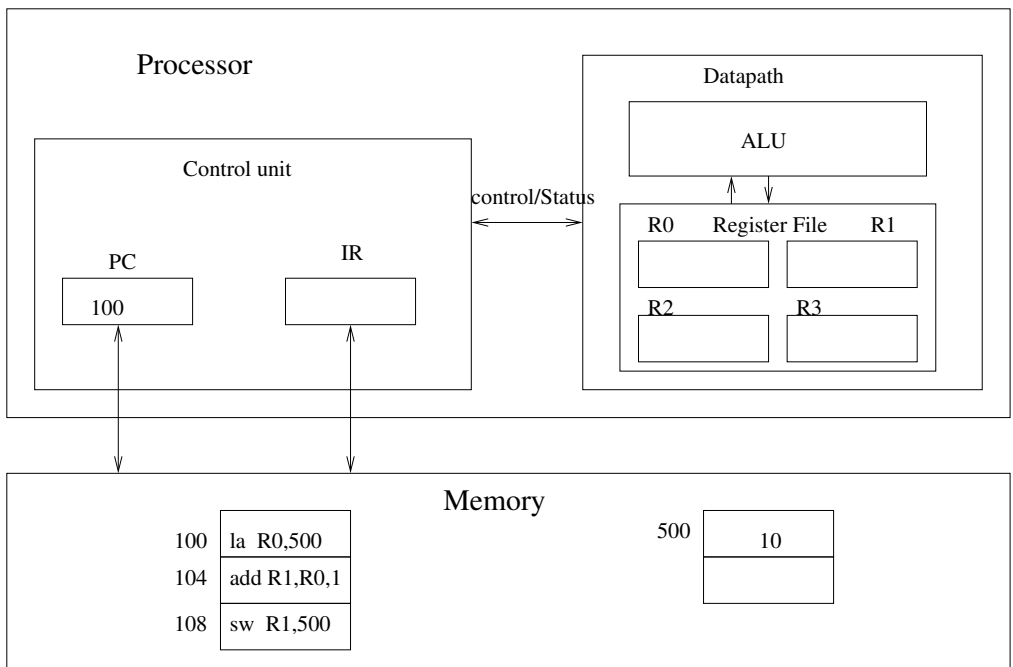 Processor
Datapath
ALU
Control unit
control/Status
R0 Register File R1
PC
IR
100
R2
R3
Memory
100 la R0,500
104 add R1,R0,1
108 sw R1,500
500 10